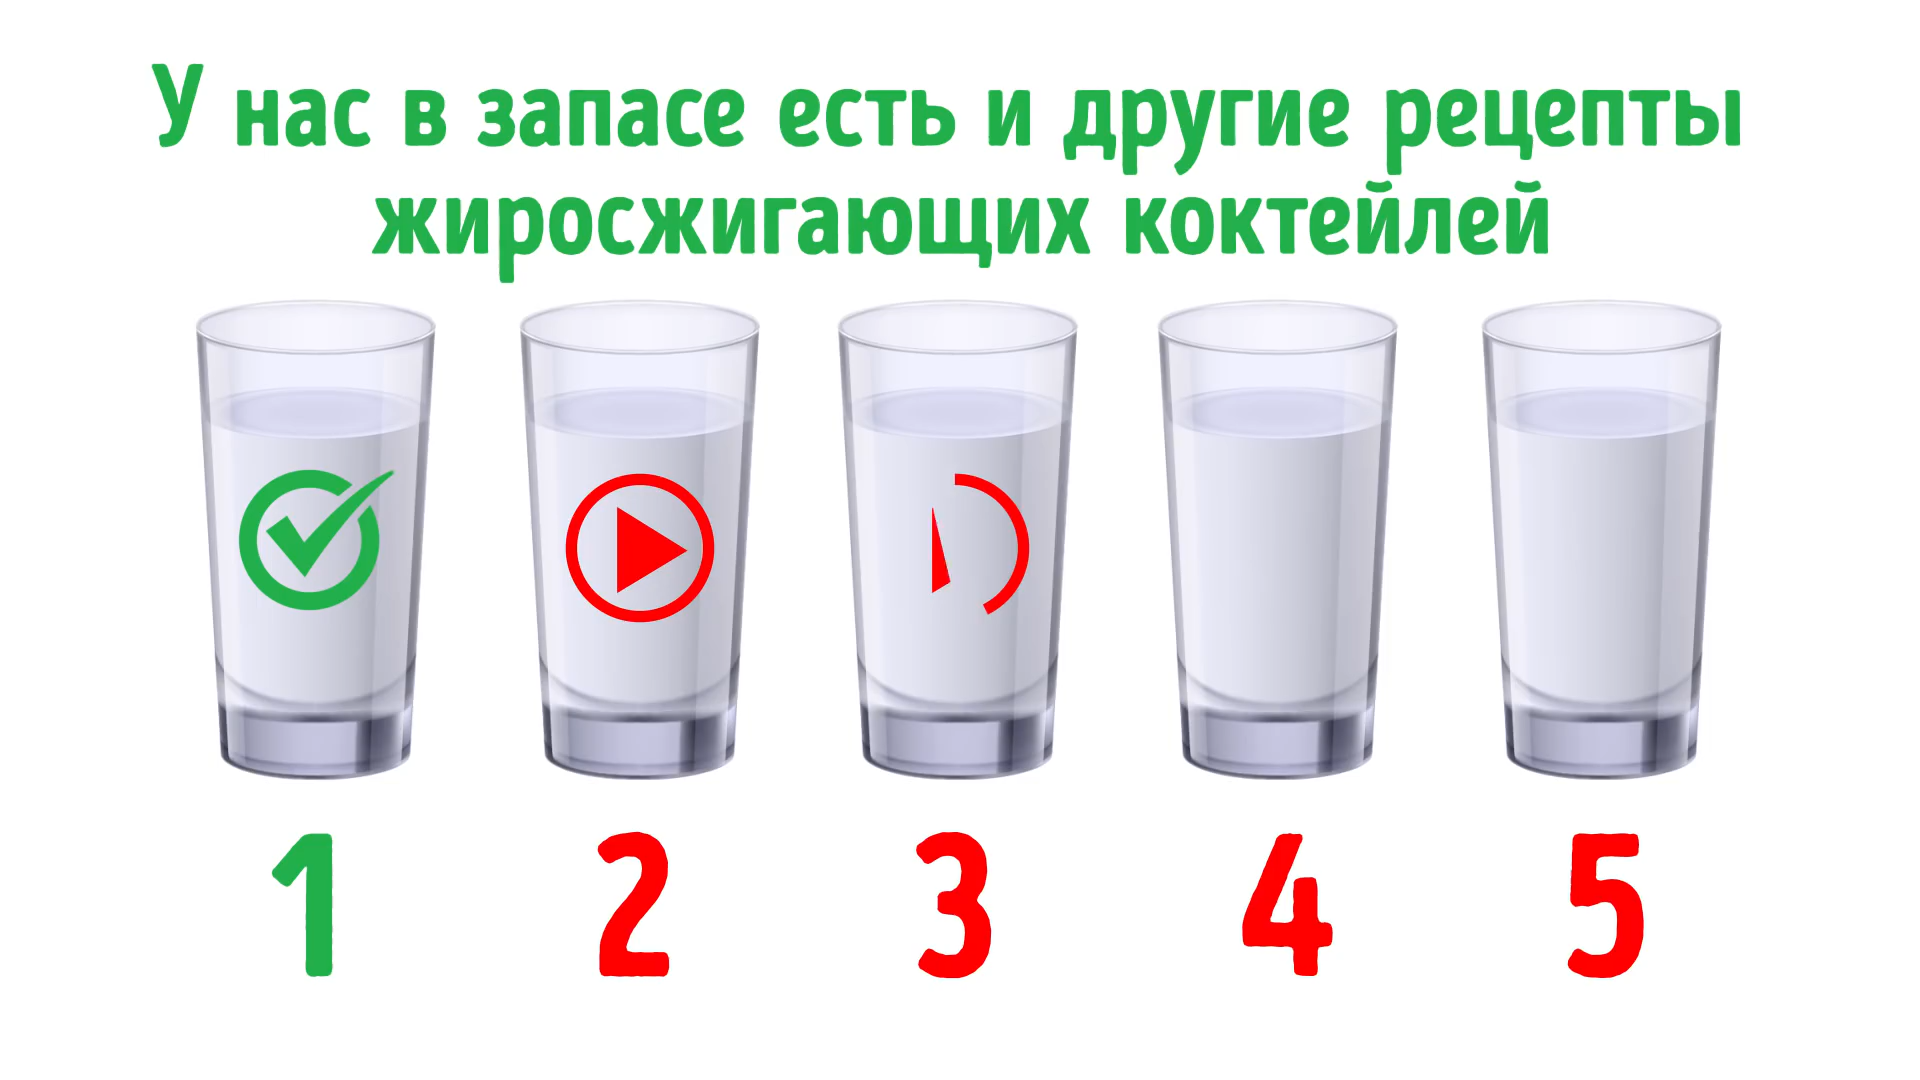 У нас в запасе есть и другие рецепты
жиросжигающих коктейлей
1 2 3 4 5